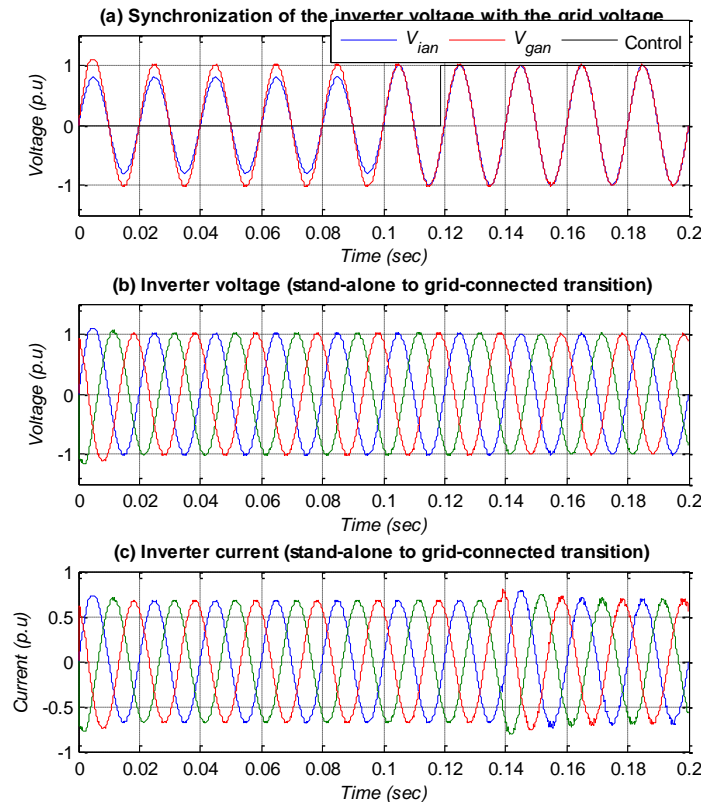 (a) Synchronization of the inverter voltage with the grid voltage
V_ian V_gan Control
Voltage (p.u)
1
0
-1
0 0.02 0.04 0.06 0.08 0.1 0.12 0.14 0.16 0.18 0.2
Time (sec)
(b) Inverter voltage (stand-alone to grid-connected transition)
Voltage (p.u)
1
0
-1
0 0.02 0.04 0.06 0.08 0.1 0.12 0.14 0.16 0.18 0.2
Time (sec)
(c) Inverter current (stand-alone to grid-connected transition)
Current (p.u)
1
0.5
0
-0.5
-1
0 0.02 0.04 0.06 0.08 0.1 0.12 0.14 0.16 0.18 0.2
Time (sec)